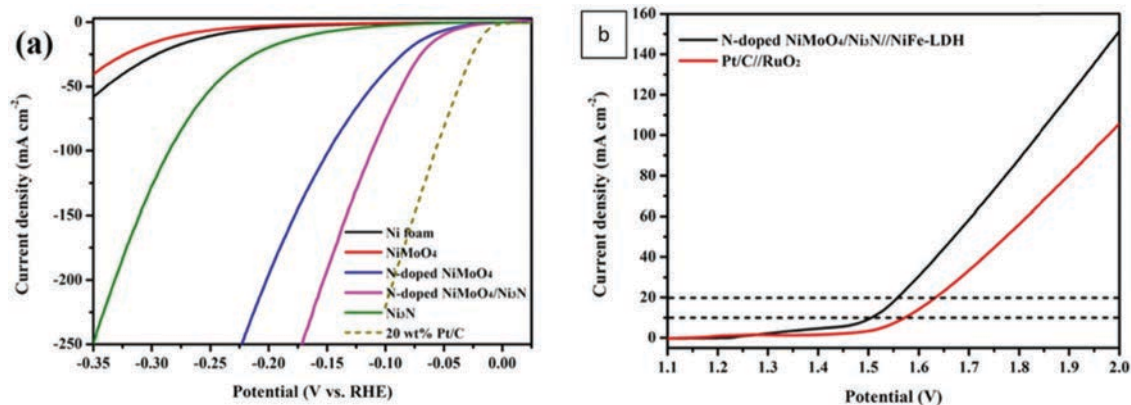 (a)
Current density (mA cm⁻²)
0
-50
-100
-150
-200
-250
Ni foam
NiMoO₄
N-doped NiMoO₄
N-doped NiMoO₄/Ni₃N
Ni₃N
20 wt% Pt/C
-0.35 -0.30 -0.25 -0.20 -0.15 -0.10 -0.05 0.00
Potential (V vs. RHE)
b
Current density (mA cm⁻²)
160
140
120
100
80
60
40
20
0
N-doped NiMoO₄/Ni₃N//NiFe-LDH
Pt/C//RuO₂
1.1 1.2 1.3 1.4 1.5 1.6 1.7 1.8 1.9 2.0
Potential (V)